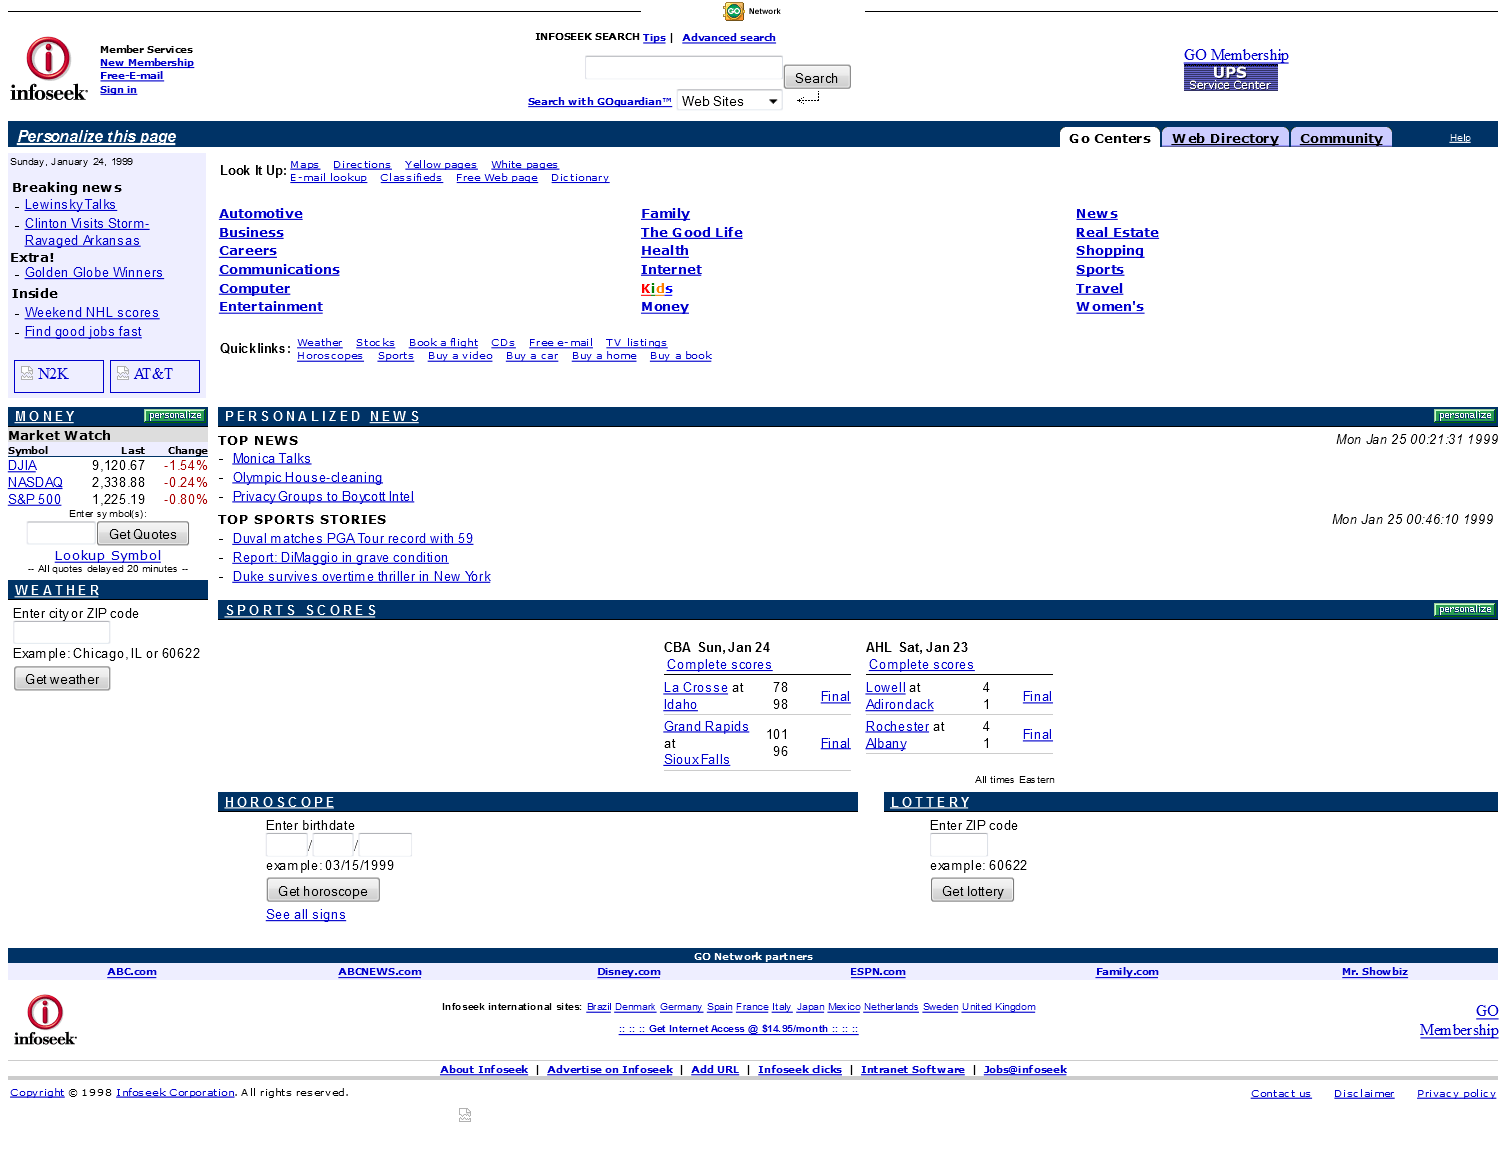 GO Network
INFOSEEK SEARCH Tips | Advanced search
Member Services
New Membership
Free-E-mail
Sign in
infoseek
Search
Search with GOguardian™ Web Sites
GO Membership
UPS
Service Center
Personalize this page
Go Centers Web Directory Community Help
Sunday, January 24, 1999
Breaking news
- Lewinsky Talks
- Clinton Visits Storm-
Ravaged Arkansas
Extra!
- Golden Globe Winners
Inside
- Weekend NHL scores
- Find good jobs fast
N2K AT&T
Look It Up: Maps Directions Yellow pages White pages
E-mail lookup Classifieds Free Web page Dictionary
Automotive Family News
Business The Good Life Real Estate
Careers Health Shopping
Communications Internet Sports
Computer Kids Travel
Entertainment Money Women's
Quicklinks: Weather Stocks Book a flight CDs Free e-mail TV listings
Horoscopes Sports Buy a video Buy a car Buy a home Buy a book
MONEY personalize
Market Watch
Symbol Last Change
DJIA 9,120.67 -1.54%
NASDAQ 2,338.88 -0.24%
S&P 500 1,225.19 -0.80%
Enter symbol(s):
Get Quotes
Lookup Symbol
-- All quotes delayed 20 minutes --
WEATHER
Enter city or ZIP code
Example: Chicago, IL or 60622
Get weather
PERSONALIZED NEWS personalize
TOP NEWS Mon Jan 25 00:21:31 1999
- Monica Talks
- Olympic House-cleaning
- Privacy Groups to Boycott Intel
TOP SPORTS STORIES Mon Jan 25 00:46:10 1999
- Duval matches PGA Tour record with 59
- Report: DiMaggio in grave condition
- Duke survives overtime thriller in New York
SPORTS SCORES personalize
CBA Sun, Jan 24
Complete scores
La Crosse at 78
Idaho 98 Final
Grand Rapids 101
at
Sioux Falls 96 Final
AHL Sat, Jan 23
Complete scores
Lowell at 4
Adirondack 1 Final
Rochester at 4
Albany 1 Final
All times Eastern
HOROSCOPE
Enter birthdate
/ /
example: 03/15/1999
Get horoscope
See all signs
LOTTERY
Enter ZIP code
example: 60622
Get lottery
GO Network partners
ABC.com ABCNEWS.com Disney.com ESPN.com Family.com Mr. Showbiz
infoseek
Infoseek international sites: Brazil Denmark Germany Spain France Italy Japan Mexico Netherlands Sweden United Kingdom
:: :: :: Get Internet Access @ $14.95/month :: :: ::
GO
Membership
About Infoseek | Advertise on Infoseek | Add URL | Infoseek clicks | Intranet Software | Jobs@infoseek
Copyright © 1998 Infoseek Corporation. All rights reserved.
Contact us Disclaimer Privacy policy